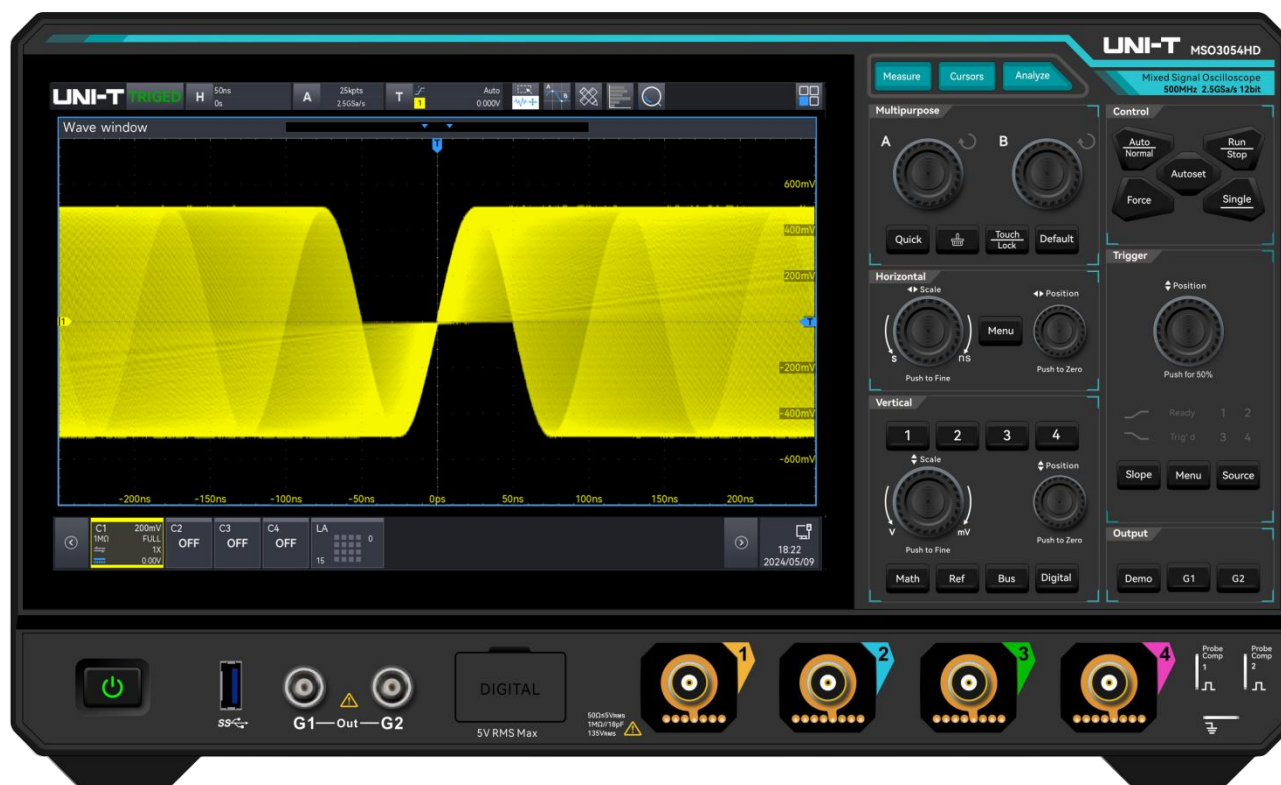 UNI-T MSO3054HD
Mixed Signal Oscilloscope
500MHz 2.5GSa/s 12bit
Measure Cursors Analyze
UNI-T TRIGED H 50ns 0s A 25kpts 2.5GSa/s T 1 Auto 0.000V
Wave window
T
600mV
400mV
200mV
1 T
-200mV
-400mV
-600mV
-200ns -150ns -100ns -50ns 0ps 50ns 100ns 150ns 200ns
C1 200mV C2 C3 C4 LA
1MΩ FULL OFF OFF OFF 0
1X
0.00V 15
18:22
2024/05/09
Multipurpose
A B
Quick Touch Lock Default
Horizontal
Scale
Position
Menu
s ns
Push to Fine
Push to Zero
Vertical
1 2 3 4
Scale
Position
V mV
Push to Fine
Push to Zero
Math Ref Bus Digital
Control
Auto Normal
Run Stop
Autoset
Force
Single
Trigger
Position
Push for 50%
Ready 1 2
Trig'd 3 4
Slope Menu Source
Output
Demo G1 G2
SS
G1 Out G2
DIGITAL
5V RMS Max
50Ω≤5VRMS
1MΩ//18pF
135VRMS
1 2 3 4
Probe Comp 1
Probe Comp 2